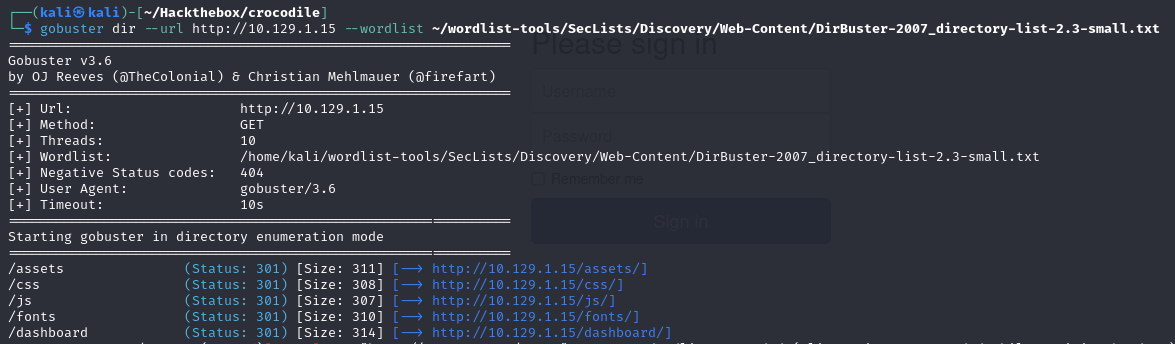 ┌──(kali㉿kali)-[~/Hackthebox/crocodile]
└─$ gobuster dir --url http://10.129.1.15 --wordlist ~/wordlist-tools/SecLists/Discovery/Web-Content/DirBuster-2007_directory-list-2.3-small.txt
===============================================================
Please sign in
Gobuster v3.6
by OJ Reeves (@TheColonial) & Christian Mehlmauer (@firefart)
===============================================================
Username
[+] Url:                     http://10.129.1.15
[+] Method:                  GET
Password
[+] Threads:                 10
[+] Wordlist:                /home/kali/wordlist-tools/SecLists/Discovery/Web-Content/DirBuster-2007_directory-list-2.3-small.txt
[+] Negative Status codes:   404
Remember me
[+] User Agent:              gobuster/3.6
[+] Timeout:                 10s
===============================================================
Sign in
Starting gobuster in directory enumeration mode
===============================================================
/assets               (Status: 301) [Size: 311] [--> http://10.129.1.15/assets/]
/css                  (Status: 301) [Size: 308] [--> http://10.129.1.15/css/]
/js                   (Status: 301) [Size: 307] [--> http://10.129.1.15/js/]
/fonts                (Status: 301) [Size: 310] [--> http://10.129.1.15/fonts/]
/dashboard            (Status: 301) [Size: 314] [--> http://10.129.1.15/dashboard/]